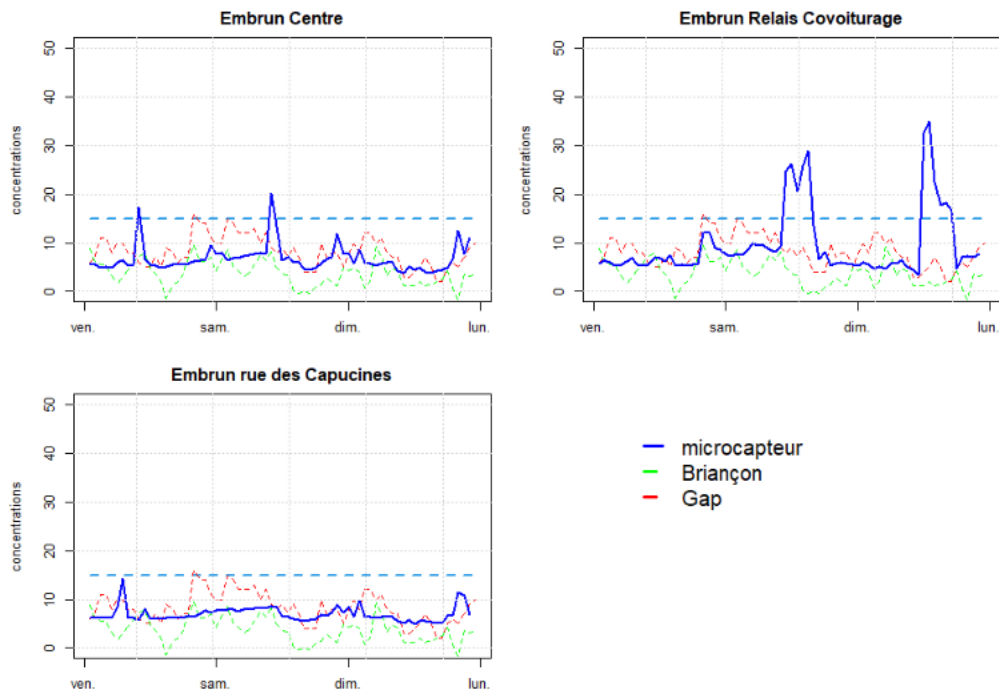 Embrun Centre
concentrations
50
40
30
20
10
0
ven.
sam.
dim.
lun.
Embrun Relais Covoiturage
concentrations
50
40
30
20
10
0
ven.
sam.
dim.
lun.
Embrun rue des Capucines
concentrations
50
40
30
20
10
0
ven.
sam.
dim.
lun.
microcapteur
Briançon
Gap